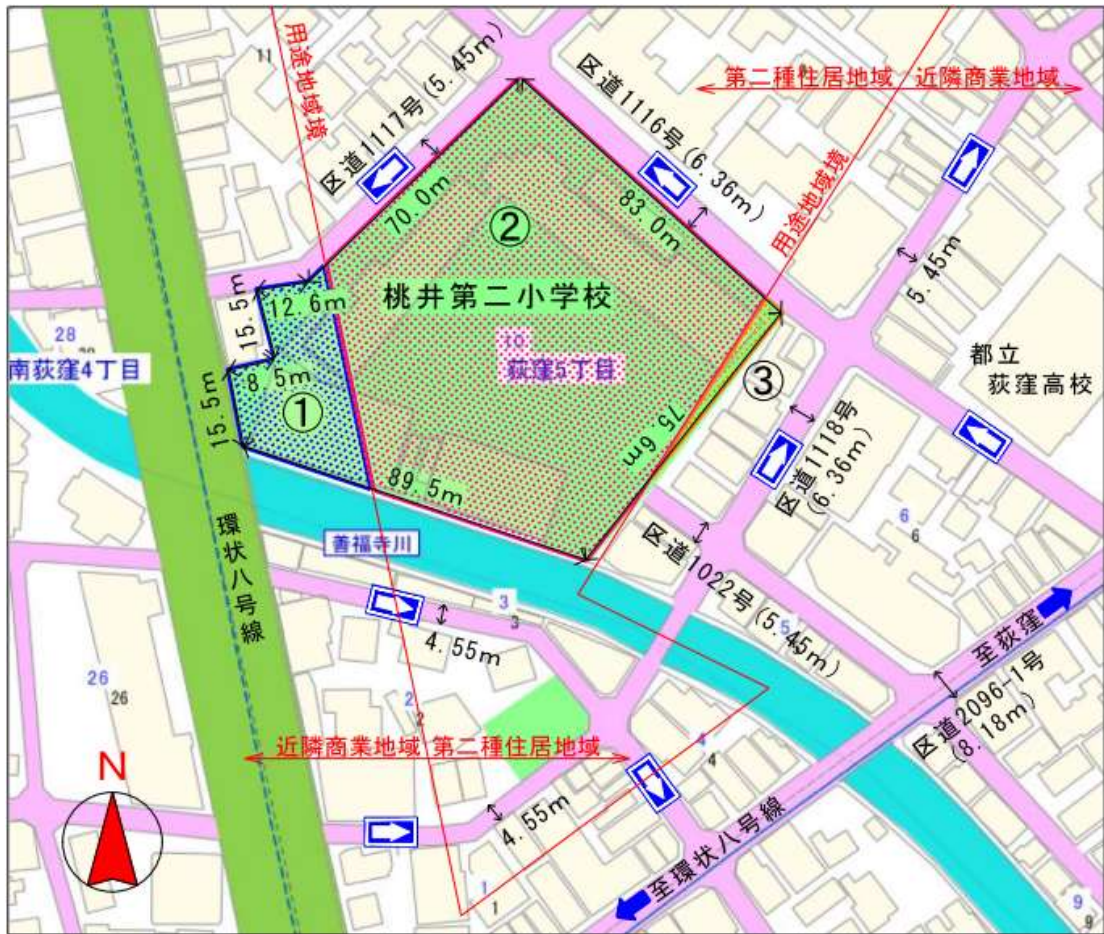 11
用途地域境
区道1117号(5.45m)
区道1116号(6.36m)
第二種住居地域
近隣商業地域
用途地域境
70.0m
②
83.0m
5.45m
15.5m
12.6m
桃井第二小学校
10
荻窪5丁目
28
南荻窪4丁目
8.5m
①
③
都立
荻窪高校
15.5m
75.6m
89.5m
区道1118号
(6.36m)
環状八号線
善福寺川
区道1022号(5.45m)
6
6
3
3
4.55m
5
至荻窪
区道2096-1号
(8.18m)
26
26
2
2
近隣商業地域
第二種住居地域
4
4
N
4.55m
至環状八号線
1
1
9
9